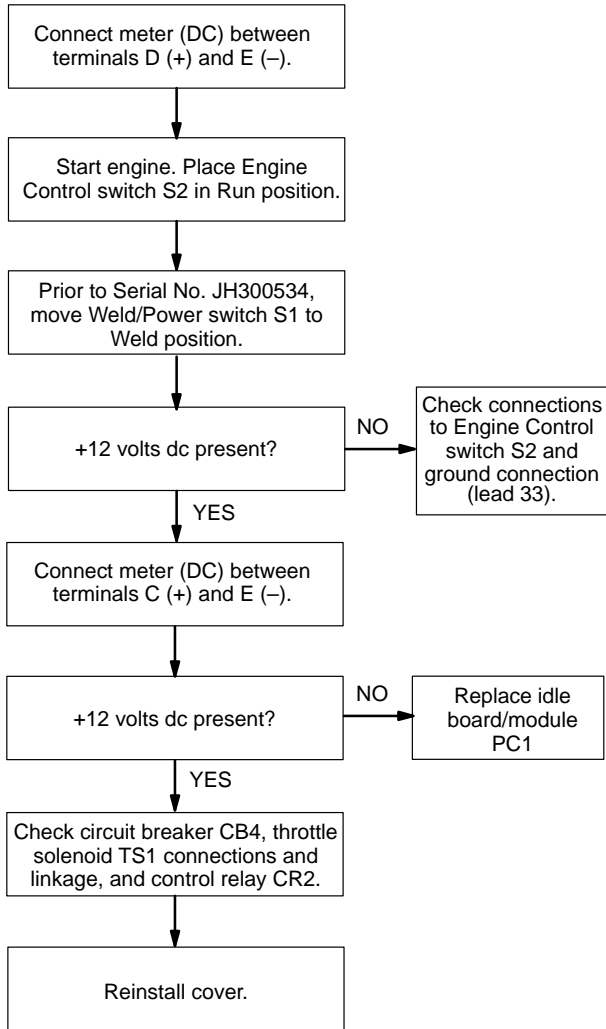 Connect meter (DC) between
terminals D (+) and E (–).
Start engine. Place Engine
Control switch S2 in Run position.
Prior to Serial No. JH300534,
move Weld/Power switch S1 to
Weld position.
+12 volts dc present?
NO
Check connections
to Engine Control
switch S2 and
ground connection
(lead 33).
YES
Connect meter (DC) between
terminals C (+) and E (–).
+12 volts dc present?
NO
Replace idle
board/module
PC1
YES
Check circuit breaker CB4, throttle
solenoid TS1 connections and
linkage, and control relay CR2.
Reinstall cover.